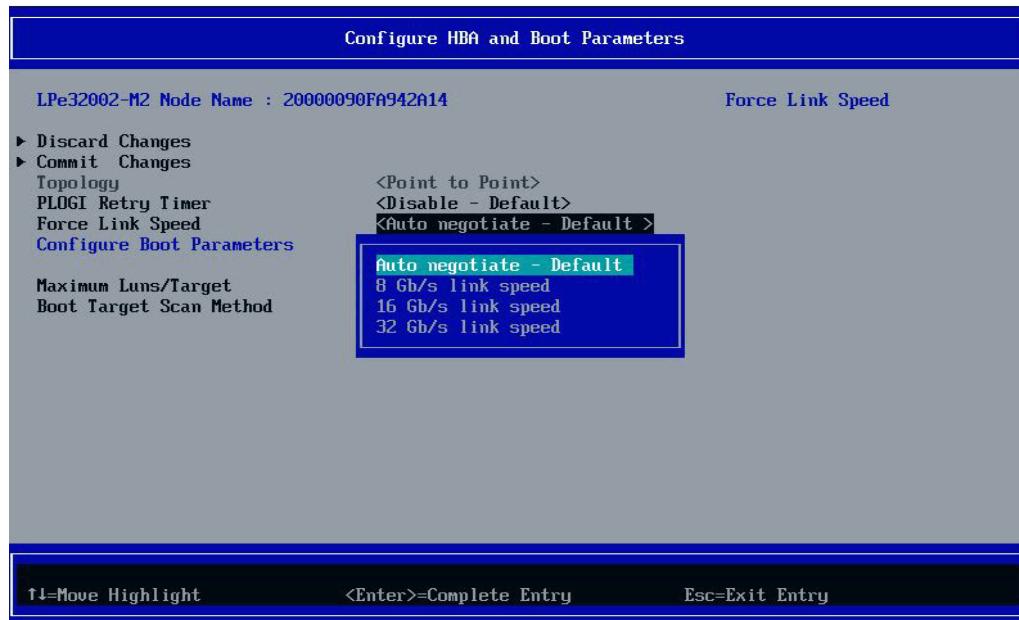 Configure HBA and Boot Parameters
LPe32002-M2 Node Name : 20000090FA942A14 Force Link Speed
▶ Discard Changes
▶ Commit Changes
Topology <Point to Point>
PLOGI Retry Timer <Disable - Default>
Force Link Speed <Auto negotiate - Default >
Configure Boot Parameters
Auto negotiate - Default
Maximum Luns/Target 8 Gb/s link speed
Boot Target Scan Method 16 Gb/s link speed
32 Gb/s link speed
↑↓=Move Highlight <Enter>=Complete Entry Esc=Exit Entry